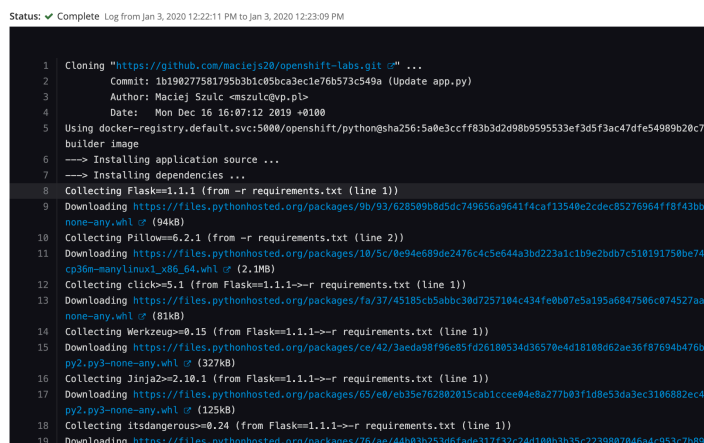 Status: ✔ Complete Log from Jan 3, 2020 12:22:11 PM to Jan 3, 2020 12:23:09 PM
1 Cloning "https://github.com/maciejs20/openshift-labs.git" ...
2 Commit: 1b190277581795b3b1c05bca3ec1e76b573c549a (Update app.py)
3 Author: Maciej Szulc <mszulc@vp.pl>
4 Date: Mon Dec 16 16:07:12 2019 +0100
5 Using docker-registry.default.svc:5000/openshift/python@sha256:5a0e3ccff83b3d2d98b9595533ef3d5f3ac47dfe54989b20c7
builder image
6 ---> Installing application source ...
7 ---> Installing dependencies ...
8 Collecting Flask==1.1.1 (from -r requirements.txt (line 1))
9 Downloading https://files.pythonhosted.org/packages/9b/93/628509b8d5dc749656a9641f4caf13540e2cdec85276964ff8f43bb
none-any.whl (94kB)
10 Collecting Pillow==6.2.1 (from -r requirements.txt (line 2))
11 Downloading https://files.pythonhosted.org/packages/10/5c/0e94e689de2476c4c5e644a3bd223a1c1b9e2bdb7c510191750be74
cp36m-manylinux1_x86_64.whl (2.1MB)
12 Collecting click>=5.1 (from Flask==1.1.1->-r requirements.txt (line 1))
13 Downloading https://files.pythonhosted.org/packages/fa/37/45185cb5abbc30d7257104c434fe0b07e5a195a6847506c074527aa
none-any.whl (81kB)
14 Collecting Werkzeug>=0.15 (from Flask==1.1.1->-r requirements.txt (line 1))
15 Downloading https://files.pythonhosted.org/packages/ce/42/3aeda98f96e85fd26180534d36570e4d18108d62ae36f87694b476b
py2.py3-none-any.whl (327kB)
16 Collecting Jinja2>=2.10.1 (from Flask==1.1.1->-r requirements.txt (line 1))
17 Downloading https://files.pythonhosted.org/packages/65/e0/eb35e762802015cab1ccee04e8a277b03f1d8e53da3ec3106882ec4
py2.py3-none-any.whl (125kB)
18 Collecting itsdangerous>=0.24 (from Flask==1.1.1->-r requirements.txt (line 1))
19 Downloading https://files.pythonhosted.org/packages/76/ae/44b03b253d6fade317f32c24d100b3b35c2239807046a4c953c7b89